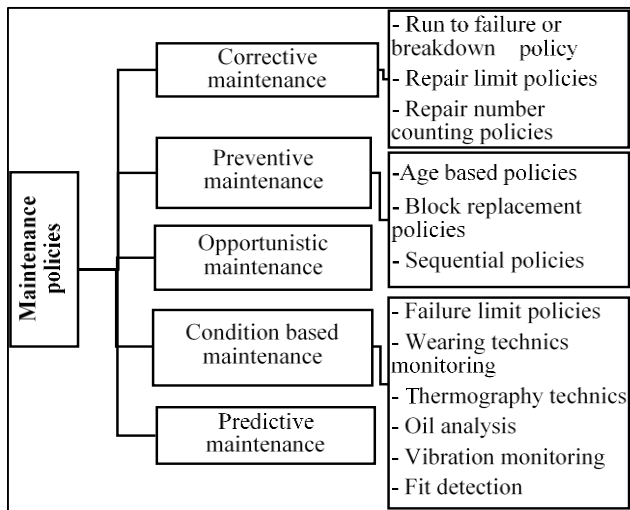 Maintenance
policies
Corrective
maintenance
- Run to failure or
breakdown policy
- Repair limit policies
- Repair number
counting policies
Preventive
maintenance
-Age based policies
- Block replacement
policies
- Sequential policies
Opportunistic
maintenance
Condition based
maintenance
- Failure limit policies
- Wearing technics
monitoring
- Thermography technics
- Oil analysis
- Vibration monitoring
- Fit detection
Predictive
maintenance